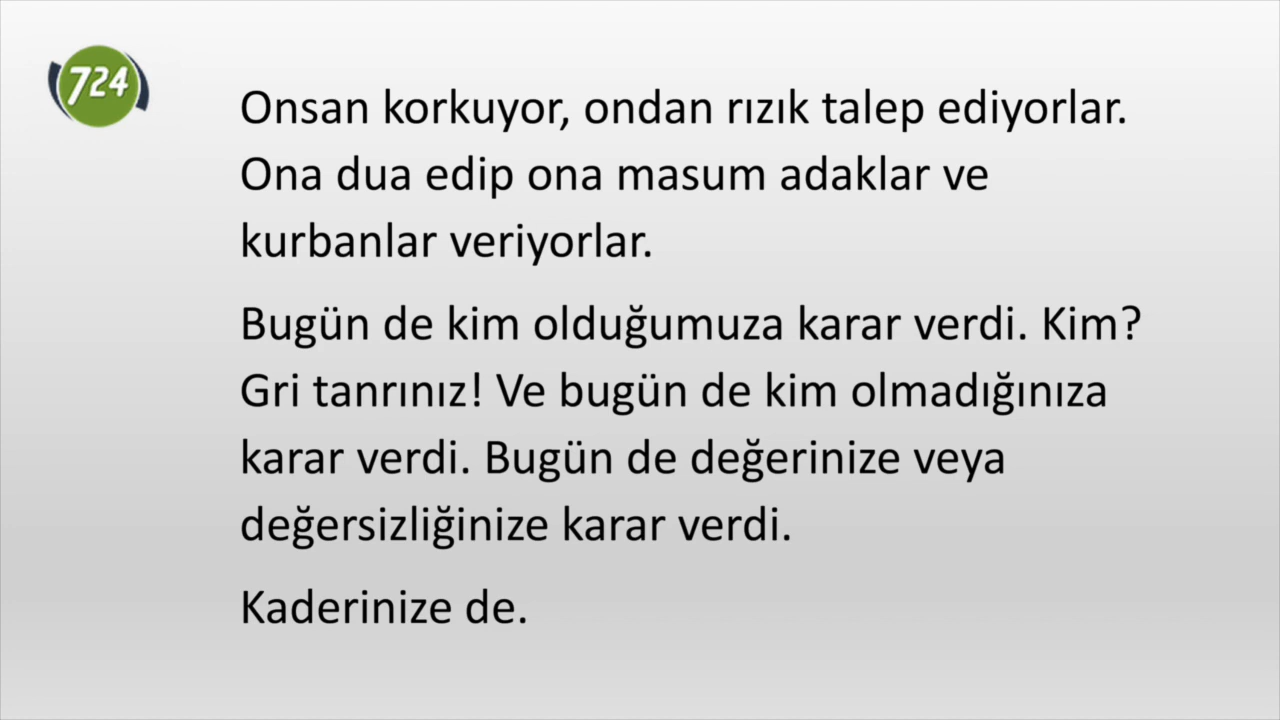 724
Onsan korkuyor, ondan rızık talep ediyorlar.
Ona dua edip ona masum adaklar ve
kurbanlar veriyorlar.
Bugün de kim olduğumuza karar verdi. Kim?
Gri tanrınız! Ve bugün de kim olmadığınıza
karar verdi. Bugün de değerinize veya
değersizliğinize karar verdi.
Kaderinize de.